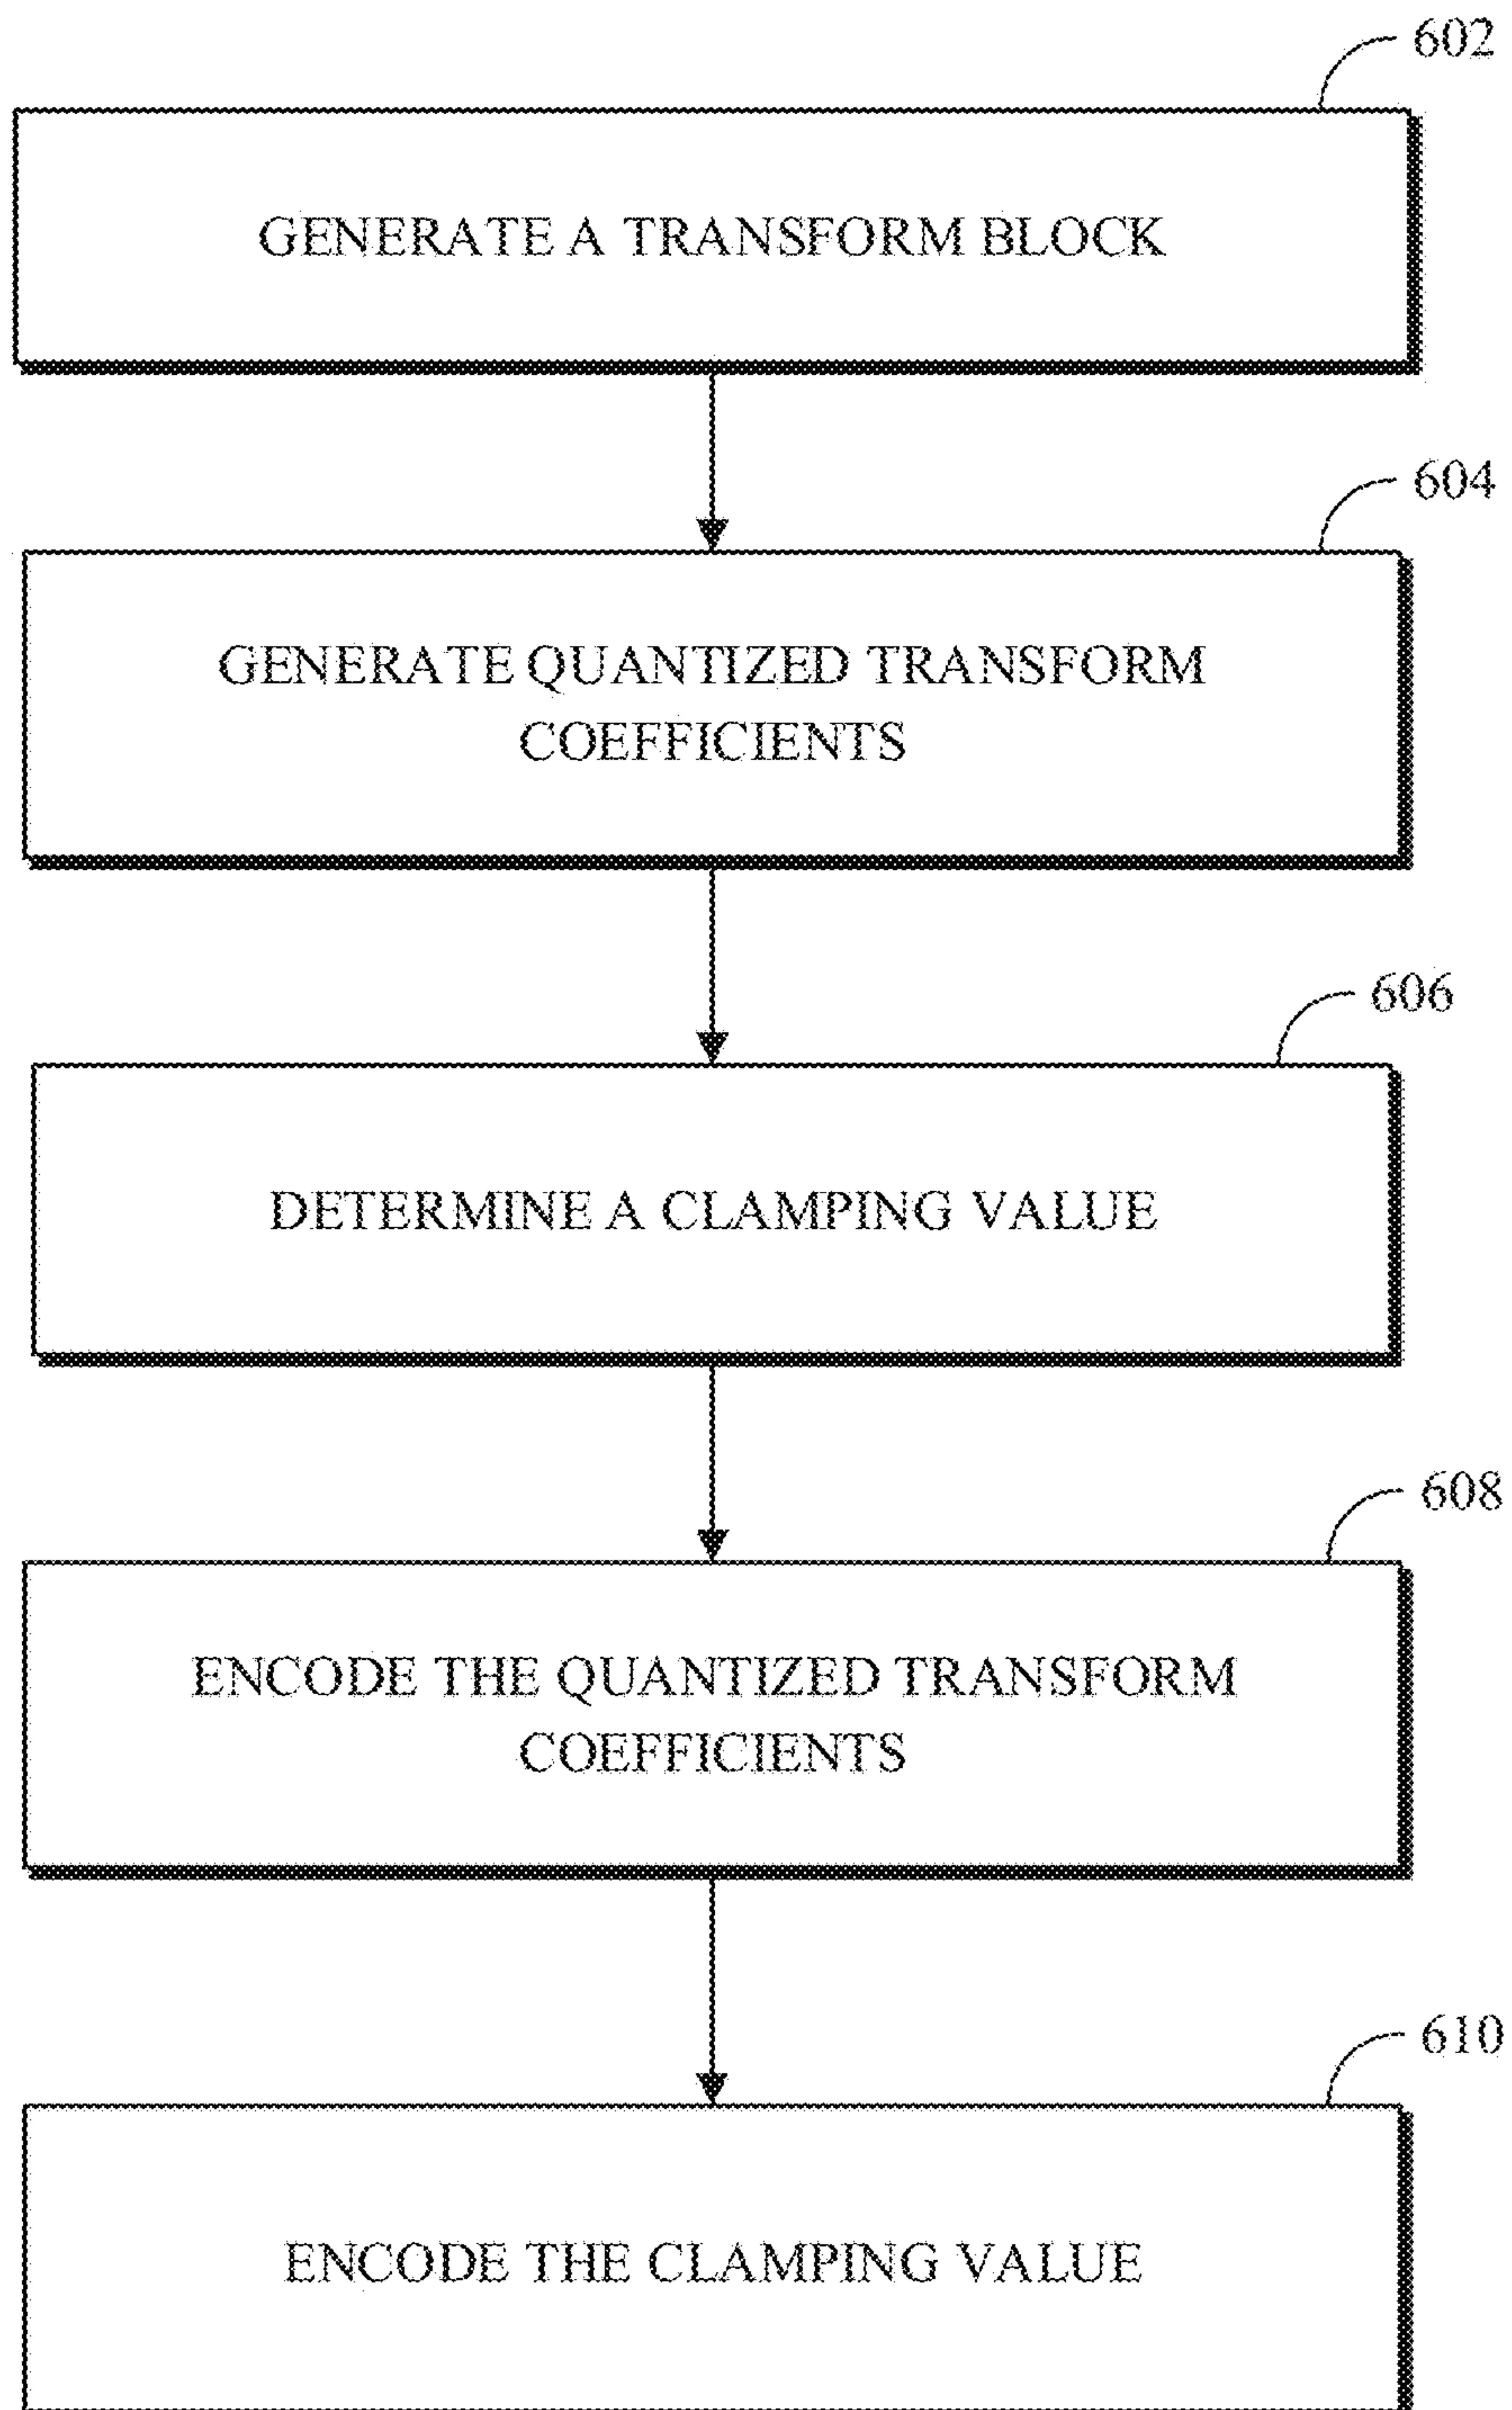 602
GENERATE A TRANSFORM BLOCK
604
GENERATE QUANTIZED TRANSFORM
COEFFICIENTS
606
DETERMINE A CLAMPING VALUE
608
ENCODE THE QUANTIZED TRANSFORM
COEFFICIENTS
610
ENCODE THE CLAMPING VALUE